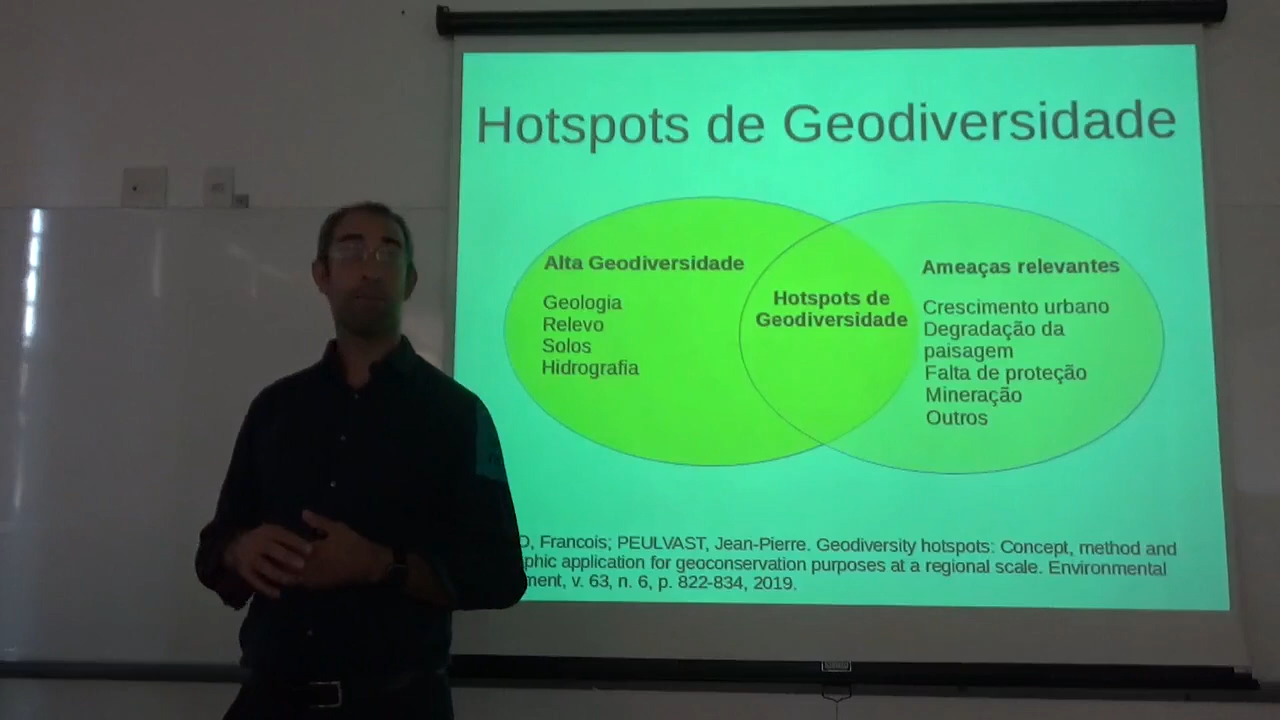 Hotspots de Geodiversidade
Alta Geodiversidade
Geologia
Relevo
Solos
Hidrografia
Hotspots de
Geodiversidade
Ameaças relevantes
Crescimento urbano
Degradação da
paisagem
Falta de proteção
Mineração
Outros
Francois; PEULVAST, Jean-Pierre. Geodiversity hotspots: Concept, method and
application for geoconservation purposes at a regional scale. Environmental
v. 63, n. 6, p. 822-834, 2019.